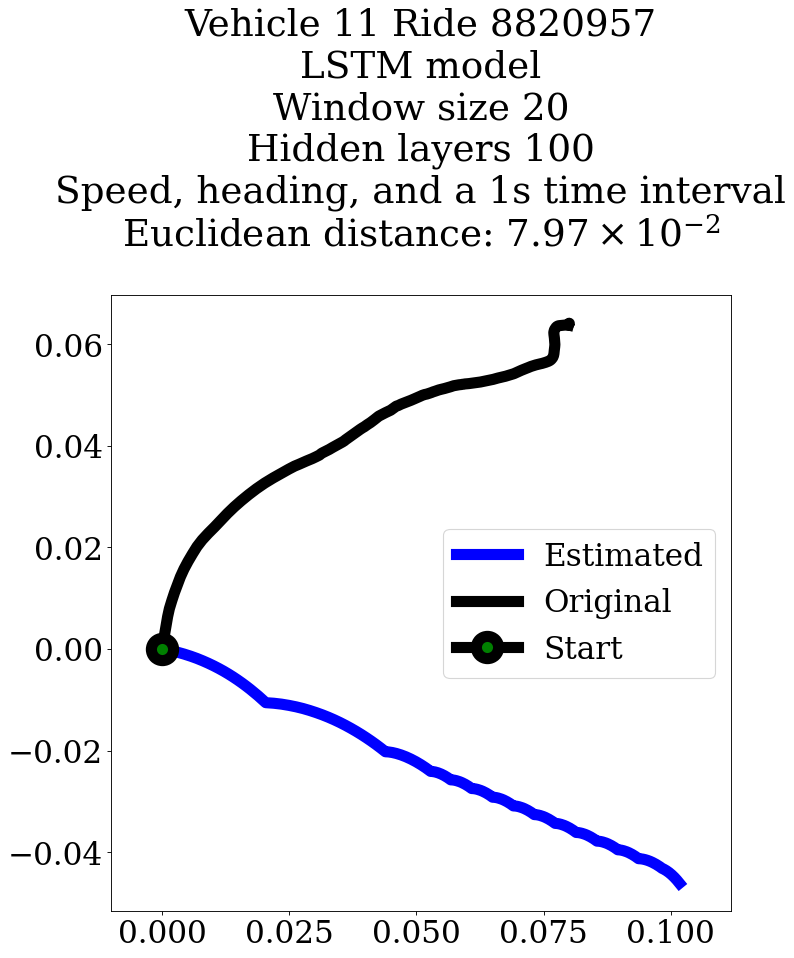 Vehicle 11 Ride 8820957
LSTM model
Window size 20
Hidden layers 100
Speed, heading, and a 1s time interval
Euclidean distance: 7.97 × 10⁻²
0.06
0.04
0.02
0.00
−0.02
−0.04
Estimated
Original
Start
0.000 0.025 0.050 0.075 0.100